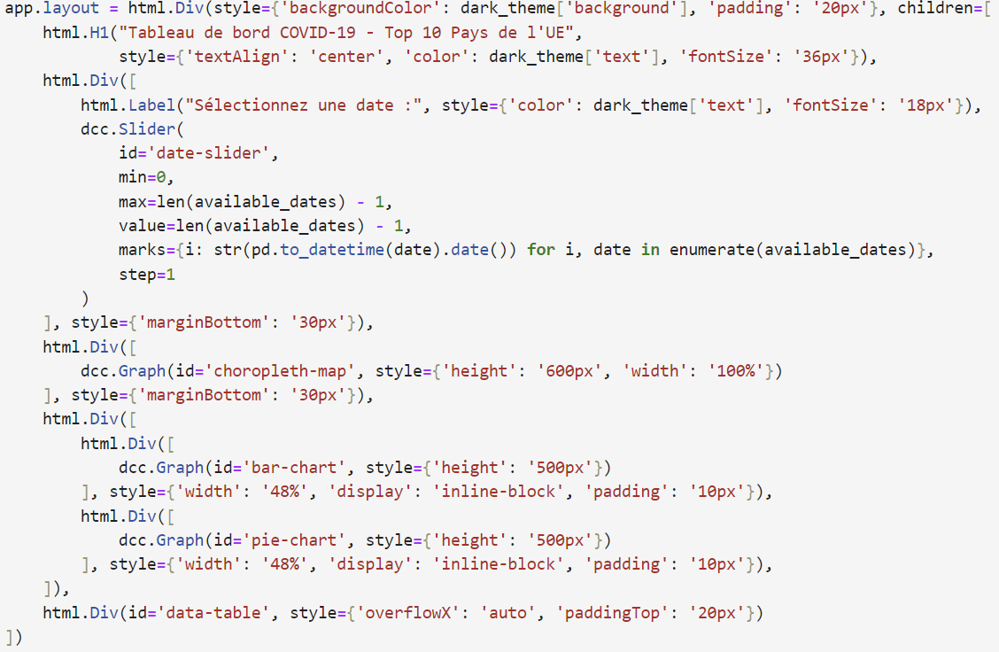 app.layout = html.Div(style={'backgroundColor': dark_theme['background'], 'padding': '20px'}, children=[
    html.H1("Tableau de bord COVID-19 - Top 10 Pays de l'UE",
            style={'textAlign': 'center', 'color': dark_theme['text'], 'fontSize': '36px'}),
    html.Div([
        html.Label("Sélectionnez une date :", style={'color': dark_theme['text'], 'fontSize': '18px'}),
        dcc.Slider(
            id='date-slider',
            min=0,
            max=len(available_dates) - 1,
            value=len(available_dates) - 1,
            marks={i: str(pd.to_datetime(date).date()) for i, date in enumerate(available_dates)},
            step=1
        )
    ], style={'marginBottom': '30px'}),
    html.Div([
        dcc.Graph(id='choropleth-map', style={'height': '600px', 'width': '100%'})
    ], style={'marginBottom': '30px'}),
    html.Div([
        html.Div([
            dcc.Graph(id='bar-chart', style={'height': '500px'})
        ], style={'width': '48%', 'display': 'inline-block', 'padding': '10px'}),
        html.Div([
            dcc.Graph(id='pie-chart', style={'height': '500px'})
        ], style={'width': '48%', 'display': 'inline-block', 'padding': '10px'}),
    ]),
    html.Div(id='data-table', style={'overflowX': 'auto', 'paddingTop': '20px'})
])